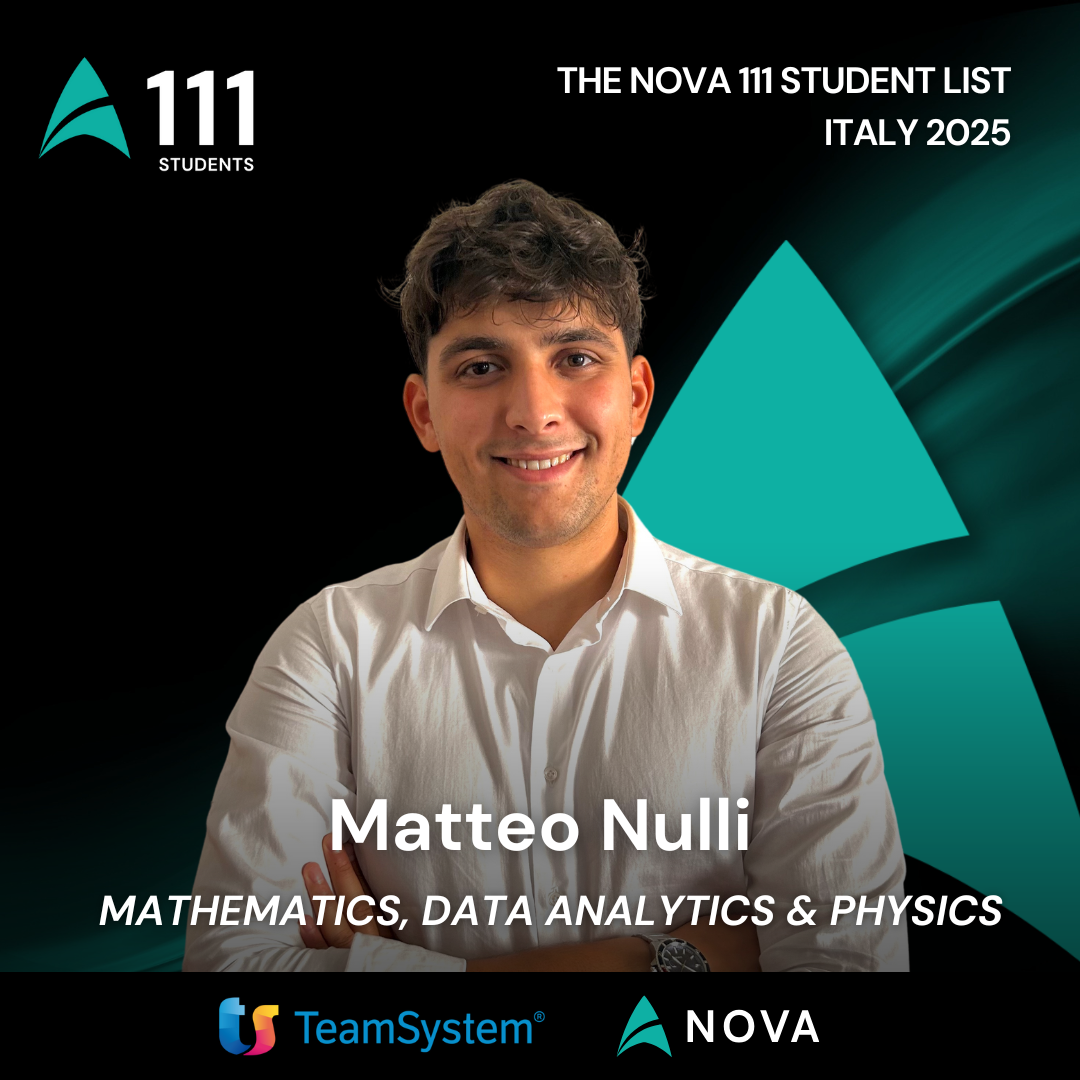 111
STUDENTS
THE NOVA 111 STUDENT LIST
ITALY 2025
Matteo Nulli
MATHEMATICS, DATA ANALYTICS & PHYSICS
TeamSystem®
NOVA